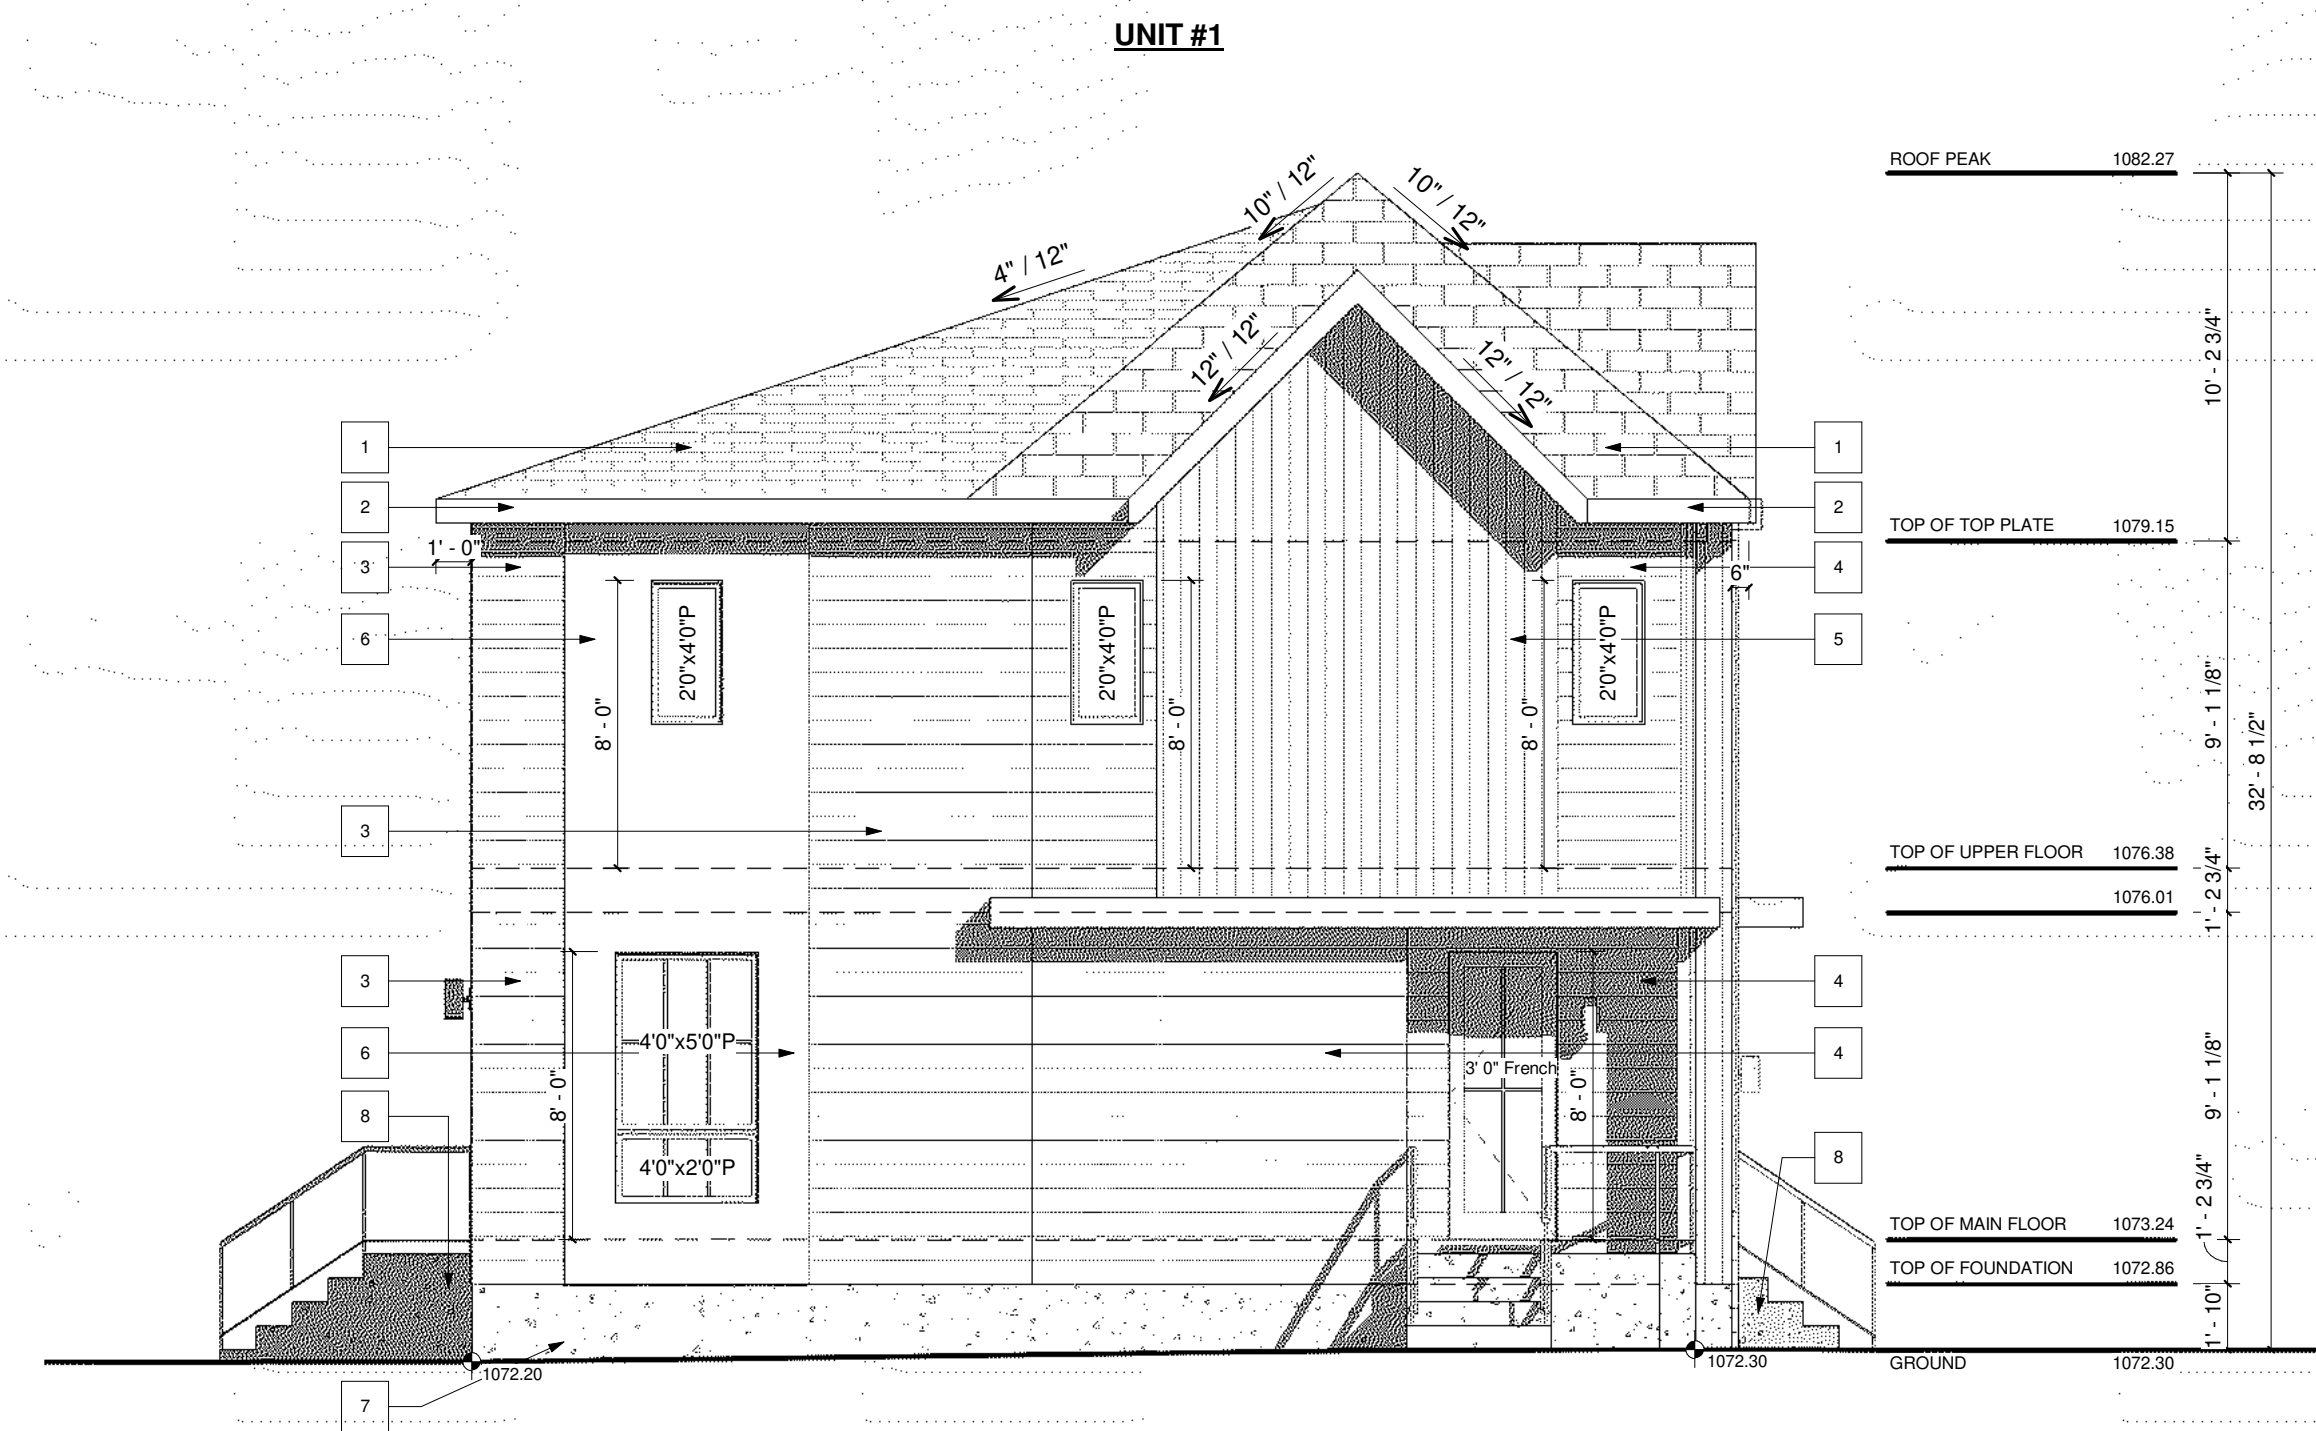 UNIT #1
ROOF PEAK 1082.27
10" / 12"
10" / 12"
4" / 12"
12" / 12"
12" / 12"
10' - 2 3/4"
1
1
2
2
TOP OF TOP PLATE 1079.15
1' - 0"
3
4
6"
2'0"x4'0"P
2'0"x4'0"P
2'0"x4'0"P
6
5
8' - 0"
8' - 0"
8' - 0"
9' - 1 1/8"
32' - 8 1/2"
3
TOP OF UPPER FLOOR 1076.38
1' - 2 3/4"
1076.01
3
4
4'0"x5'0"P
6
4
3' 0" French
8' - 0"
8' - 0"
9' - 1 1/8"
8
8
4'0"x2'0"P
1' - 2 3/4"
TOP OF MAIN FLOOR 1073.24
TOP OF FOUNDATION 1072.86
1' - 10"
1072.20
1072.30
GROUND 1072.30
7